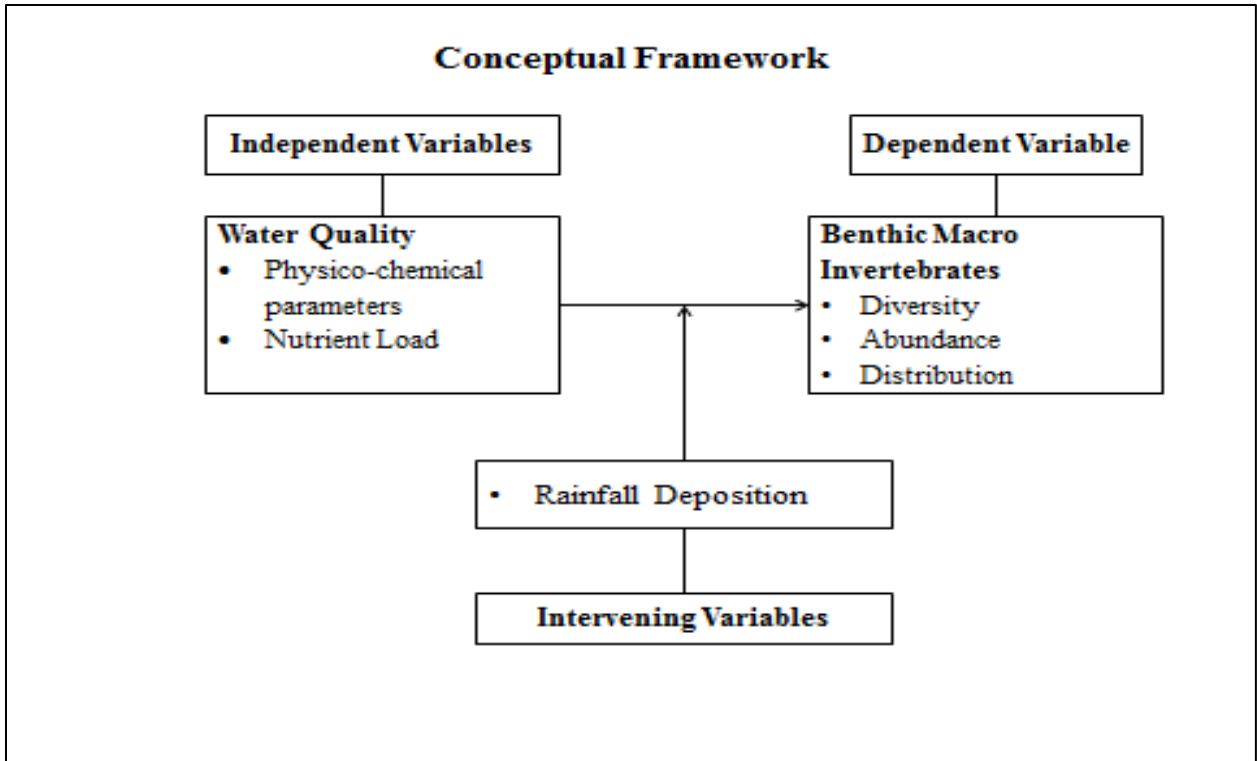 Conceptual Framework
Independent Variables
Dependent Variable
Water Quality
• Physico-chemical
parameters
• Nutrient Load
Benthic Macro
Invertebrates
• Diversity
• Abundance
• Distribution
• Rainfall Deposition
Intervening Variables